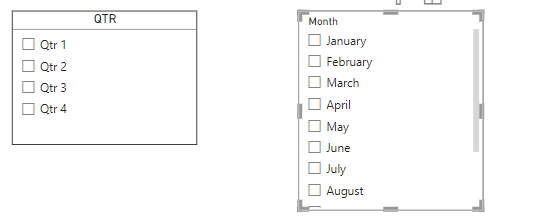 QTR
Qtr 1
Qtr 2
Qtr 3
Qtr 4
Month
January
February
March
April
May
June
July
August